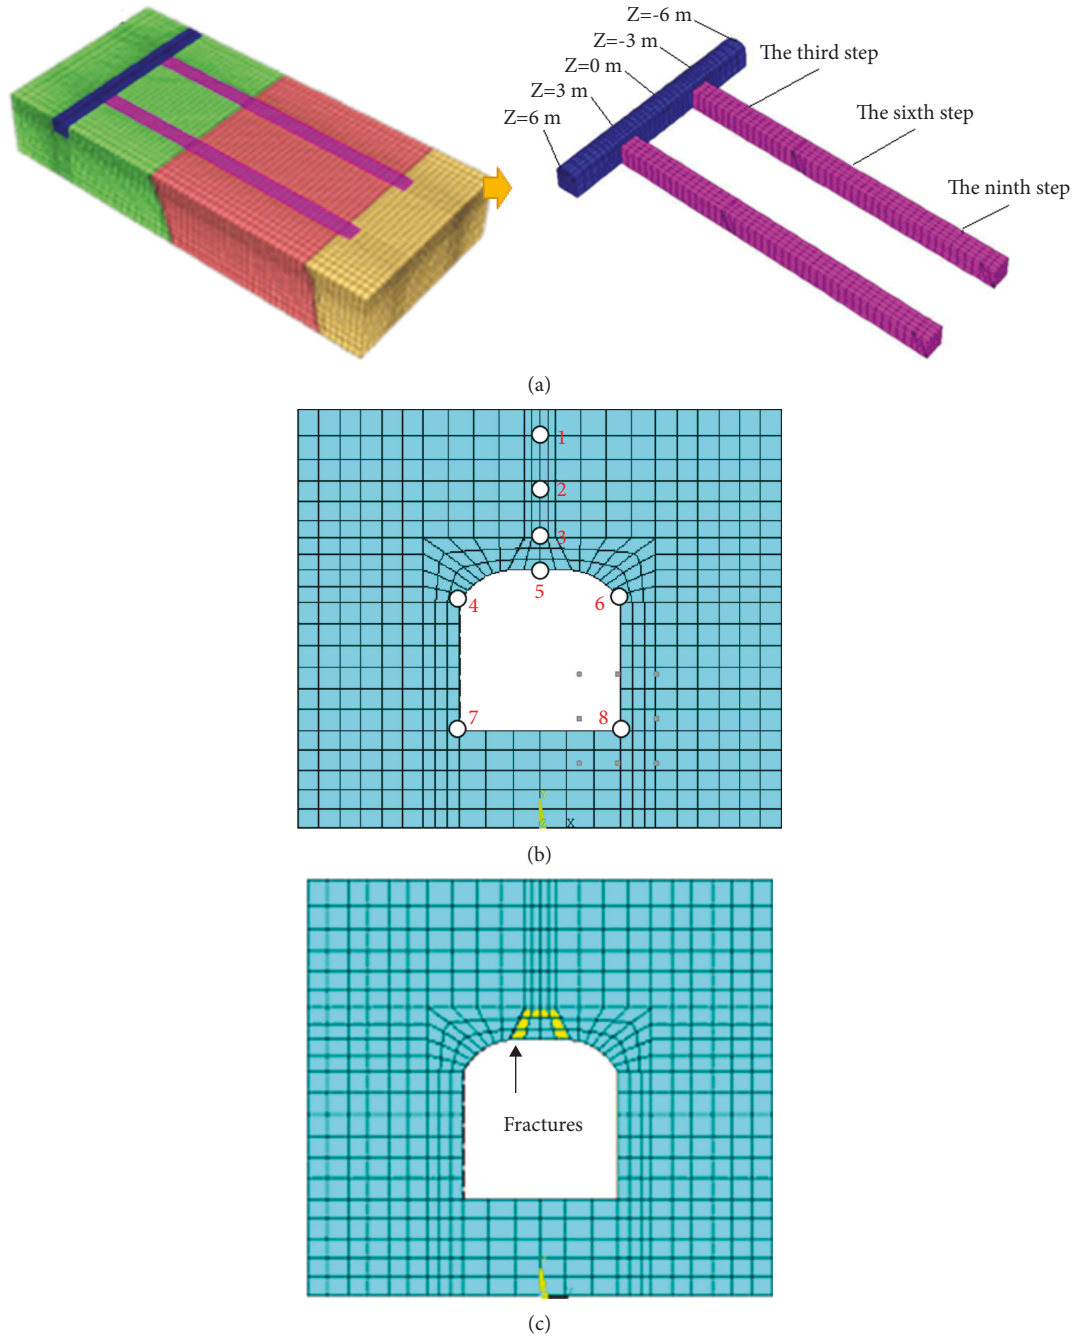 Z=-6 m
Z=-3 m
Z=0 m
Z=3 m
Z=6 m
The third step
The sixth step
The ninth step
(a)
1
2
3
5
4
6
7
8
X
(b)
Fractures
(c)